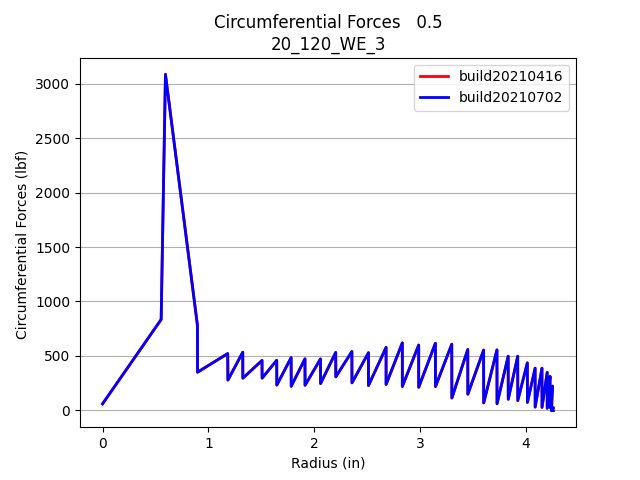 Circumferential Forces   0.5
20_120_WE_3
build20210416
build20210702
Circumferential Forces (lbf)
3000
2500
2000
1500
1000
500
0
0 1 2 3 4
Radius (in)